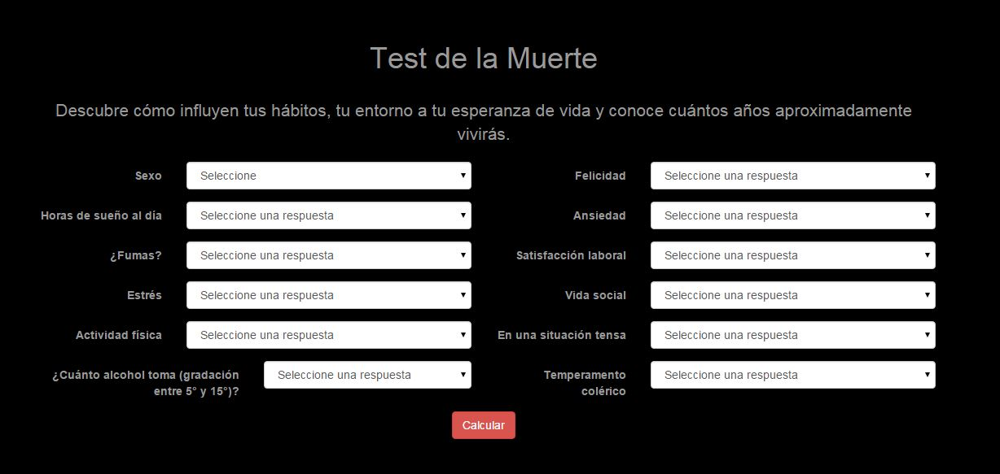 Test de la Muerte
Descubre cómo influyen tus hábitos, tu entorno a tu esperanza de vida y conoce cuántos años aproximadamente
vivirás.
Sexo Seleccione
Felicidad Seleccione una respuesta
Horas de sueño al día Seleccione una respuesta
Ansiedad Seleccione una respuesta
¿Fumas? Seleccione una respuesta
Satisfacción laboral Seleccione una respuesta
Estrés Seleccione una respuesta
Vida social Seleccione una respuesta
Actividad física Seleccione una respuesta
En una situación tensa Seleccione una respuesta
¿Cuánto alcohol toma (gradación Seleccione una respuesta
entre 5° y 15°)?
Temperamento Seleccione una respuesta
colérico
Calcular